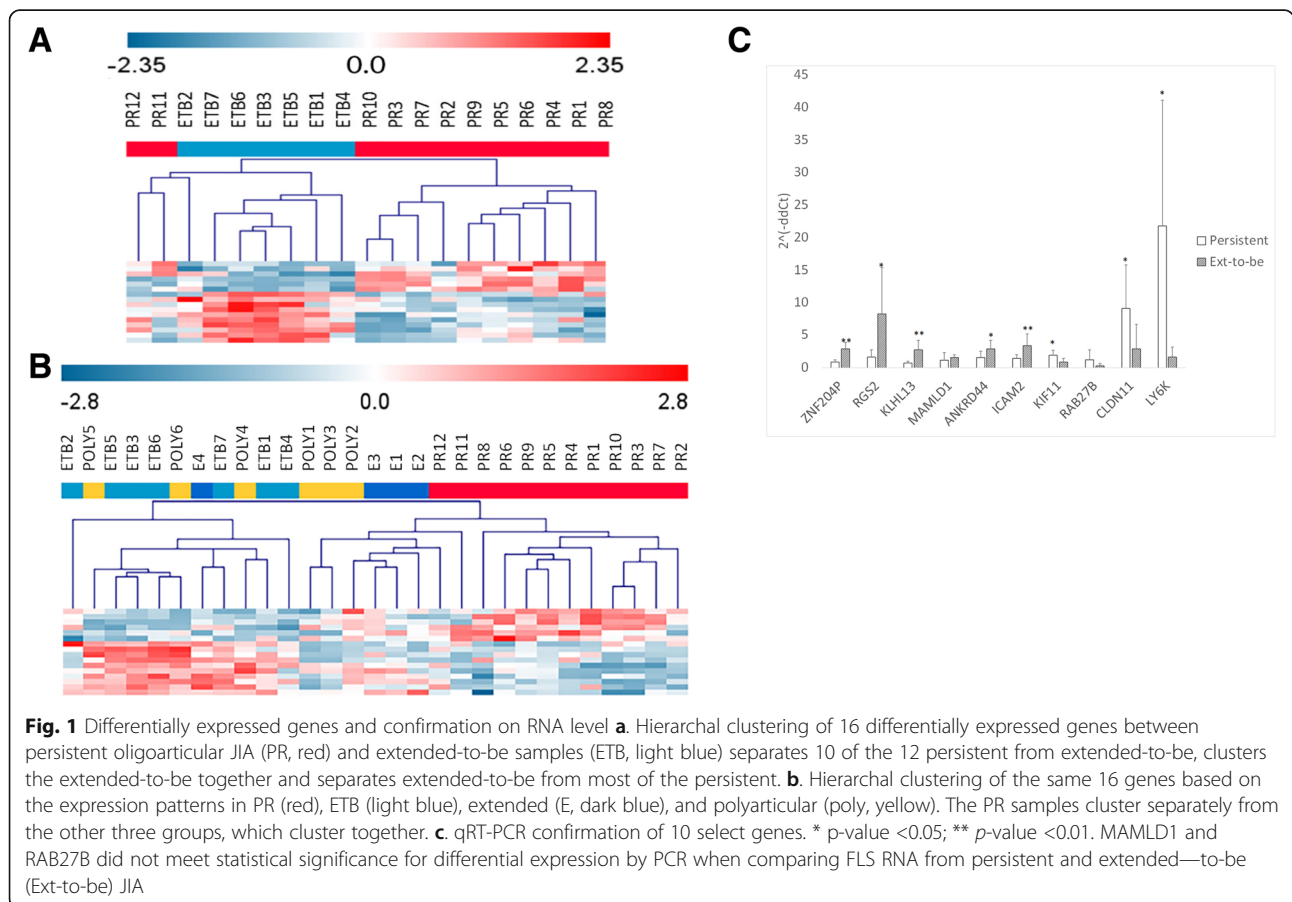 A
-2.35 0.0 2.35
PR12 PR11 ETB2 ETB7 ETB6 ETB3 ETB5 ETB1 ETB4 PR10 PR3 PR7 PR2 PR9 PR5 PR6 PR4 PR1 PR8
B
-2.8 0.0 2.8
ETB2 POLY5 ETB5 ETB3 ETB6 POLY6 E4 ETB7 POLY4 ETB1 ETB4 POLY1 POLY3 POLY2 E3 E1 E2 PR12 PR11 PR8 PR6 PR9 PR5 PR4 PR1 PR10 PR3 PR7 PR2
C
45
40
35
30
25
20
15
10
5
0
2^(-ddCt)
** * ** * ** * * *
ZNF204P RGS2 KLHL13 MAMLD1 ANKRD44 ICAM2 KIF11 RAB27B CLDN11 LY6K
Persistent
Ext-to-be
Fig. 1 Differentially expressed genes and confirmation on RNA level a. Hierarchal clustering of 16 differentially expressed genes between
persistent oligoarticular JIA (PR, red) and extended-to-be samples (ETB, light blue) separates 10 of the 12 persistent from extended-to-be, clusters
the extended-to-be together and separates extended-to-be from most of the persistent. b. Hierarchal clustering of the same 16 genes based on
the expression patterns in PR (red), ETB (light blue), extended (E, dark blue), and polyarticular (poly, yellow). The PR samples cluster separately from
the other three groups, which cluster together. c. qRT-PCR confirmation of 10 select genes. * p-value <0.05; ** p-value <0.01. MAMLD1 and
RAB27B did not meet statistical significance for differential expression by PCR when comparing FLS RNA from persistent and extended—to-be
(Ext-to-be) JIA